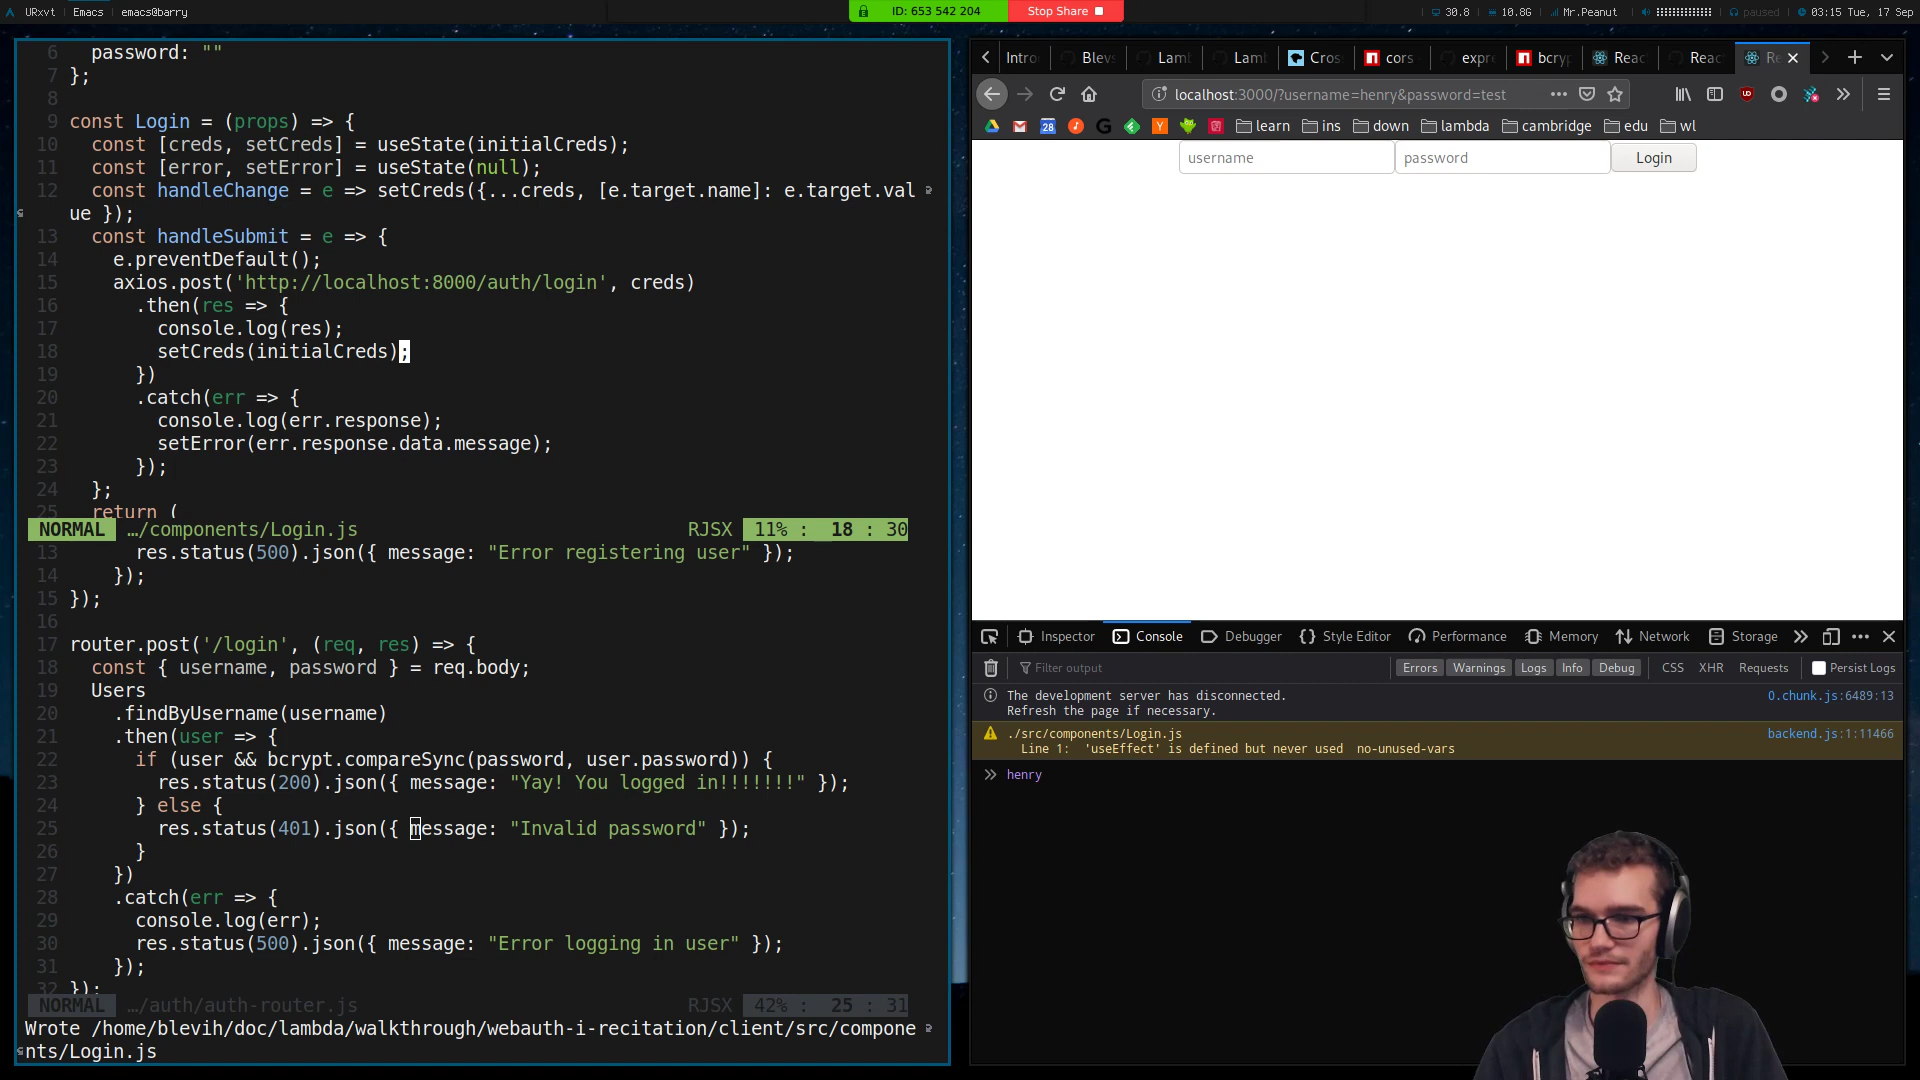 URxvt Emacs emacs@barry
ID: 653 542 204 Stop Share
30.8 10.8G Mr.Peanut paused 03:15 Tue, 17 Sep
6 password: ""
7 };
8
9 const Login = (props) => {
10 const [creds, setCreds] = useState(initialCreds);
11 const [error, setError] = useState(null);
12 const handleChange = e => setCreds({...creds, [e.target.name]: e.target.val
ue });
13 const handleSubmit = e => {
14 e.preventDefault();
15 axios.post('http://localhost:8000/auth/login', creds)
16 .then(res => {
17 console.log(res);
18 setCreds(initialCreds);
19 })
20 .catch(err => {
21 console.log(err.response);
22 setError(err.response.data.message);
23 });
24 };
25 return (
NORMAL …/components/Login.js RJSX 11% : 18 : 30
13 res.status(500).json({ message: "Error registering user" });
14 });
15 });
16
17 router.post('/login', (req, res) => {
18 const { username, password } = req.body;
19 Users
20 .findByUsername(username)
21 .then(user => {
22 if (user && bcrypt.compareSync(password, user.password)) {
23 res.status(200).json({ message: "Yay! You logged in!!!!!!!" });
24 } else {
25 res.status(401).json({ message: "Invalid password" });
26 }
27 })
28 .catch(err => {
29 console.log(err);
30 res.status(500).json({ message: "Error logging in user" });
31 });
32 });
NORMAL …/auth/auth-router.js RJSX 42% : 25 : 31
Wrote /home/blevih/doc/lambda/walkthrough/webauth-i-recitation/client/src/compone
nts/Login.js
Intro Blevs Lamb Lamb Cros cors expre bcry Reac Reac Re
localhost:3000/?username=henry&password=test
28 learn ins down lambda cambridge edu wl
username password Login
Inspector Console Debugger Style Editor Performance Memory Network Storage
Filter output Errors Warnings Logs Info Debug CSS XHR Requests Persist Logs
The development server has disconnected. 0.chunk.js:6489:13
Refresh the page if necessary.
./src/components/Login.js backend.js:1:11466
Line 1: 'useEffect' is defined but never used no-unused-vars
henry